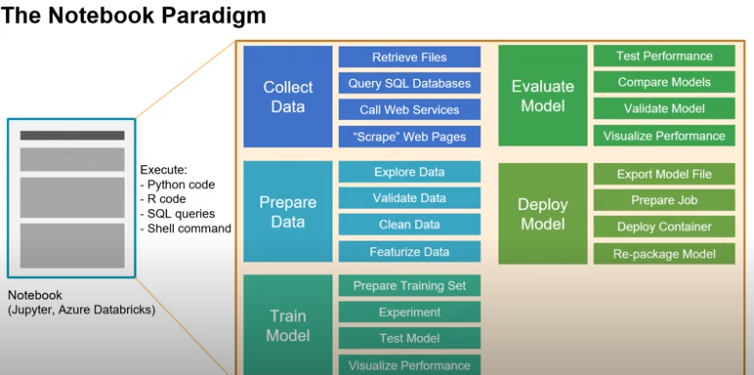 The Notebook Paradigm
Notebook
(Jupyter, Azure Databricks)
Execute:
- Python code
- R code
- SQL queries
- Shell command
Collect
Data
Retrieve Files
Query SQL Databases
Call Web Services
“Scrape” Web Pages
Prepare
Data
Explore Data
Validate Data
Clean Data
Featurize Data
Train
Model
Prepare Training Set
Experiment
Test Model
Visualize Performance
Evaluate
Model
Test Performance
Compare Models
Validate Model
Visualize Performance
Deploy
Model
Export Model File
Prepare Job
Deploy Container
Re-package Model